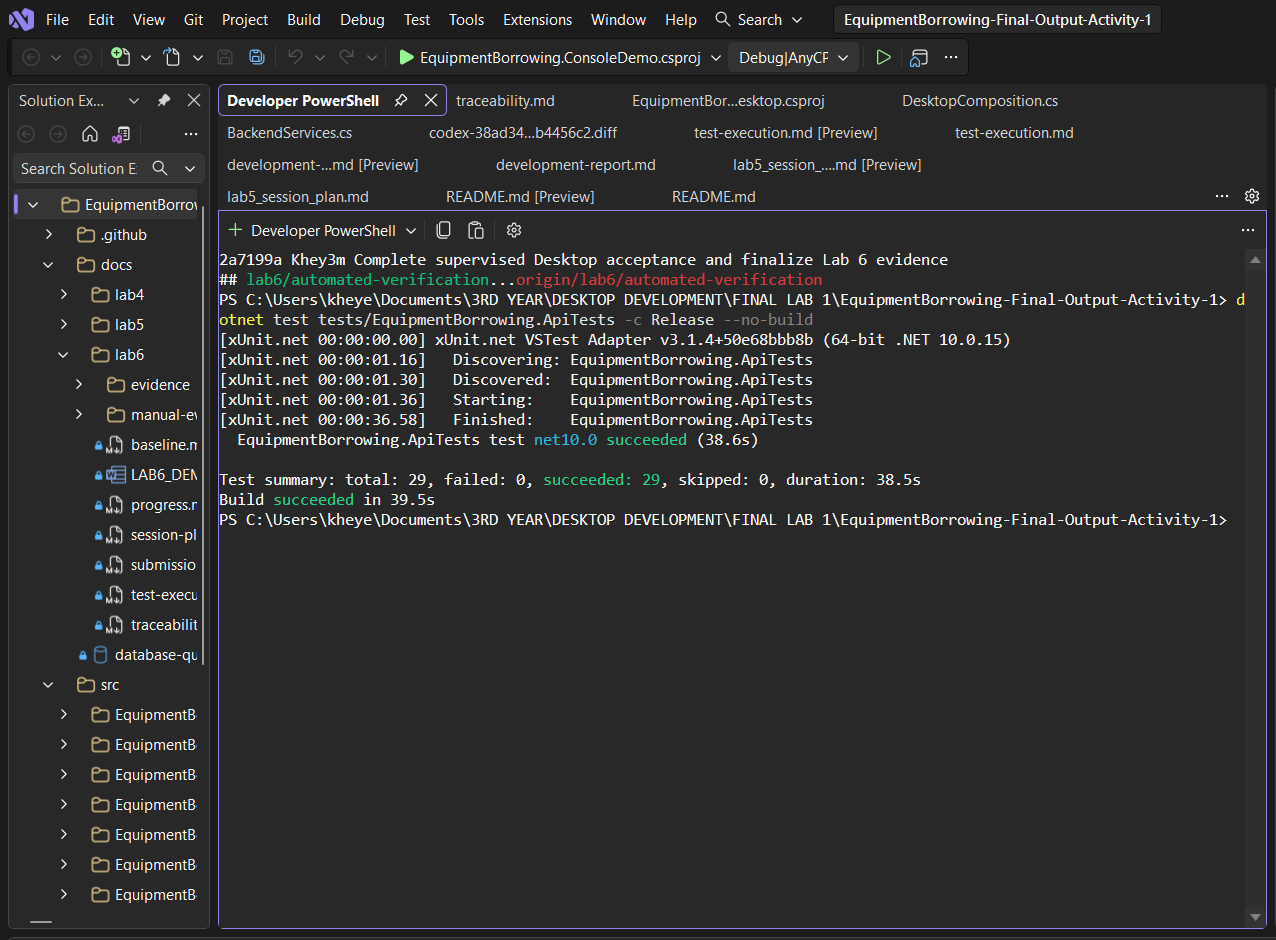 File Edit View Git Project Build Debug Test Tools Extensions Window Help Search EquipmentBorrowing-Final-Output-Activity-1
EquipmentBorrowing.ConsoleDemo.csproj Debug|AnyCP
Solution Ex...
Search Solution E
EquipmentBorrow
.github
docs
lab4
lab5
lab6
evidence
manual-ev
baseline.m
LAB6_DEM
progress.r
session-pl
submissio
test-execu
traceabilit
database-qu
src
EquipmentB
EquipmentB
EquipmentB
EquipmentB
EquipmentB
EquipmentB
EquipmentB
Developer PowerShell traceability.md EquipmentBor...esktop.csproj DesktopComposition.cs
BackendServices.cs codex-38ad34...b4456c2.diff test-execution.md [Preview] test-execution.md
development-...md [Preview] development-report.md lab5_session_....md [Preview]
lab5_session_plan.md README.md [Preview] README.md
Developer PowerShell
2a7199a Khey3m Complete supervised Desktop acceptance and finalize Lab 6 evidence
## lab6/automated-verification...origin/lab6/automated-verification
PS C:\Users\kheye\Documents\3RD YEAR\DESKTOP DEVELOPMENT\FINAL LAB 1\EquipmentBorrowing-Final-Output-Activity-1> d
otnet test tests/EquipmentBorrowing.ApiTests -c Release --no-build
[xUnit.net 00:00:00.00] xUnit.net VSTest Adapter v3.1.4+50e68bbb8b (64-bit .NET 10.0.15)
[xUnit.net 00:00:01.16] Discovering: EquipmentBorrowing.ApiTests
[xUnit.net 00:00:01.30] Discovered: EquipmentBorrowing.ApiTests
[xUnit.net 00:00:01.36] Starting: EquipmentBorrowing.ApiTests
[xUnit.net 00:00:36.58] Finished: EquipmentBorrowing.ApiTests
EquipmentBorrowing.ApiTests test net10.0 succeeded (38.6s)
Test summary: total: 29, failed: 0, succeeded: 29, skipped: 0, duration: 38.5s
Build succeeded in 39.5s
PS C:\Users\kheye\Documents\3RD YEAR\DESKTOP DEVELOPMENT\FINAL LAB 1\EquipmentBorrowing-Final-Output-Activity-1>